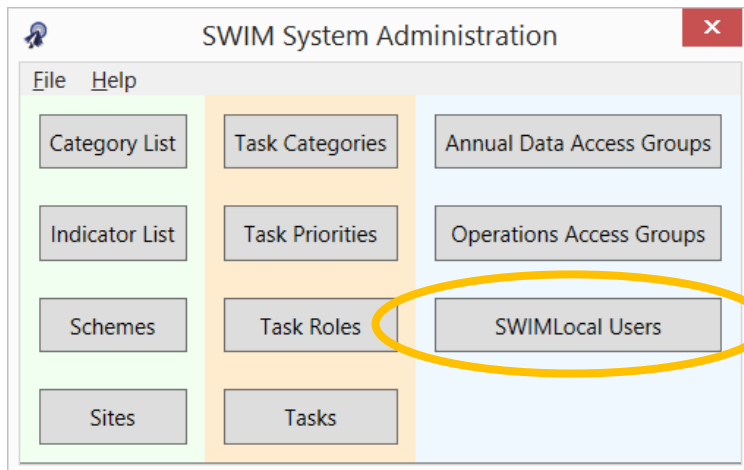 SWIM System Administration
File Help
Category List Task Categories Annual Data Access Groups
Indicator List Task Priorities Operations Access Groups
Schemes Task Roles SWIMLocal Users
Sites Tasks